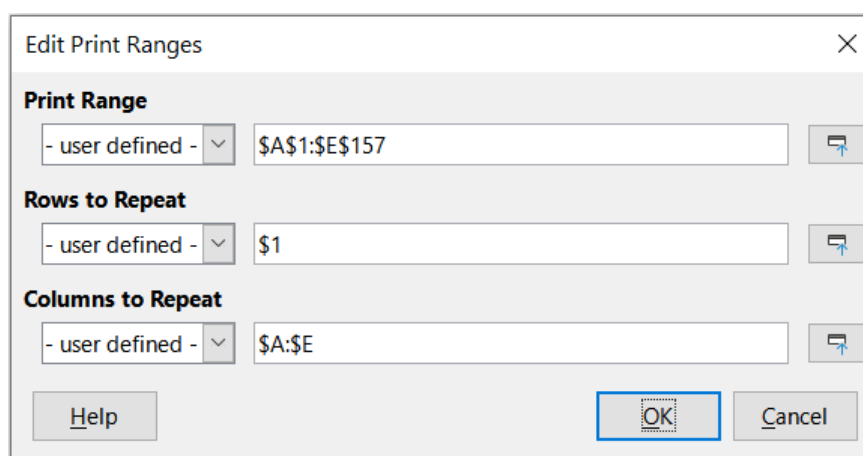 Edit Print Ranges
Print Range
- user defined - $A$1:$E$157
Rows to Repeat
- user defined - $1
Columns to Repeat
- user defined - $A:$E
Help OK Cancel